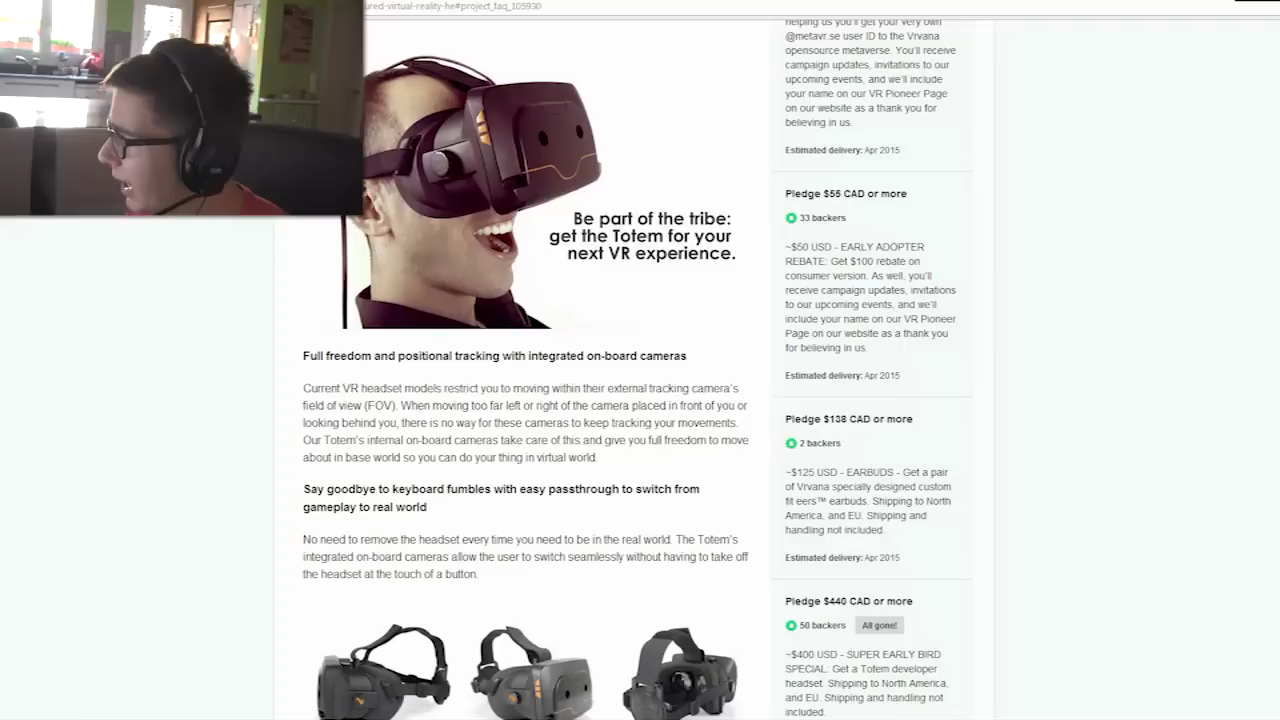 ured-virtual-reality-he#project_faq_105930
Be part of the tribe:
get the Totem for your
next VR experience.
Full freedom and positional tracking with integrated on-board cameras
Current VR headset models restrict you to moving within their external tracking camera's
field of view (FOV). When moving too far left or right of the camera placed in front of you or
looking behind you, there is no way for these cameras to keep tracking your movements.
Our Totem's internal on-board cameras take care of this and give you full freedom to move
about in base world so you can do your thing in virtual world.
Say goodbye to keyboard fumbles with easy passthrough to switch from
gameplay to real world
No need to remove the headset every time you need to be in the real world. The Totem's
integrated on-board cameras allow the user to switch seamlessly without having to take off
the headset at the touch of a button.
helping us you'll get your very own
@metavr.se user ID to the Vrvana
opensource metaverse. You'll receive
campaign updates, invitations to our
upcoming events, and we'll include
your name on our VR Pioneer Page
on our website as a thank you for
believing in us.
Estimated delivery: Apr 2015
Pledge $55 CAD or more
33 backers
~$50 USD - EARLY ADOPTER
REBATE: Get $100 rebate on
consumer version. As well, you'll
receive campaign updates, invitations
to our upcoming events, and we'll
include your name on our VR Pioneer
Page on our website as a thank you
for believing in us.
Estimated delivery: Apr 2015
Pledge $138 CAD or more
2 backers
~$125 USD - EARBUDS - Get a pair
of Vrvana specially designed custom
fit eers™ earbuds. Shipping to North
America, and EU. Shipping and
handling not included.
Estimated delivery: Apr 2015
Pledge $440 CAD or more
50 backers All gone!
~$400 USD - SUPER EARLY BIRD
SPECIAL: Get a Totem developer
headset. Shipping to North America,
and EU. Shipping and handling not
included.